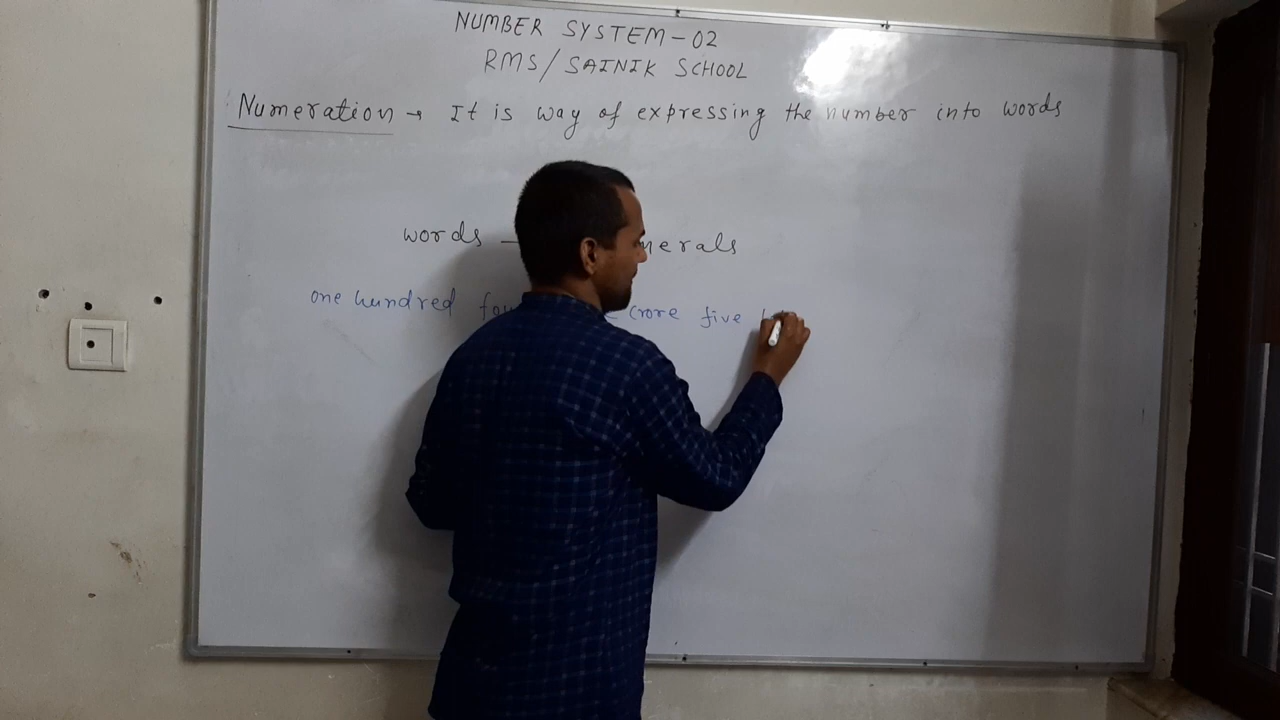 NUMBER SYSTEM-02
RMS/SAINIK SCHOOL
Numeration → It is way of expressing the number into words
words – nerals
one hundred fou crore five